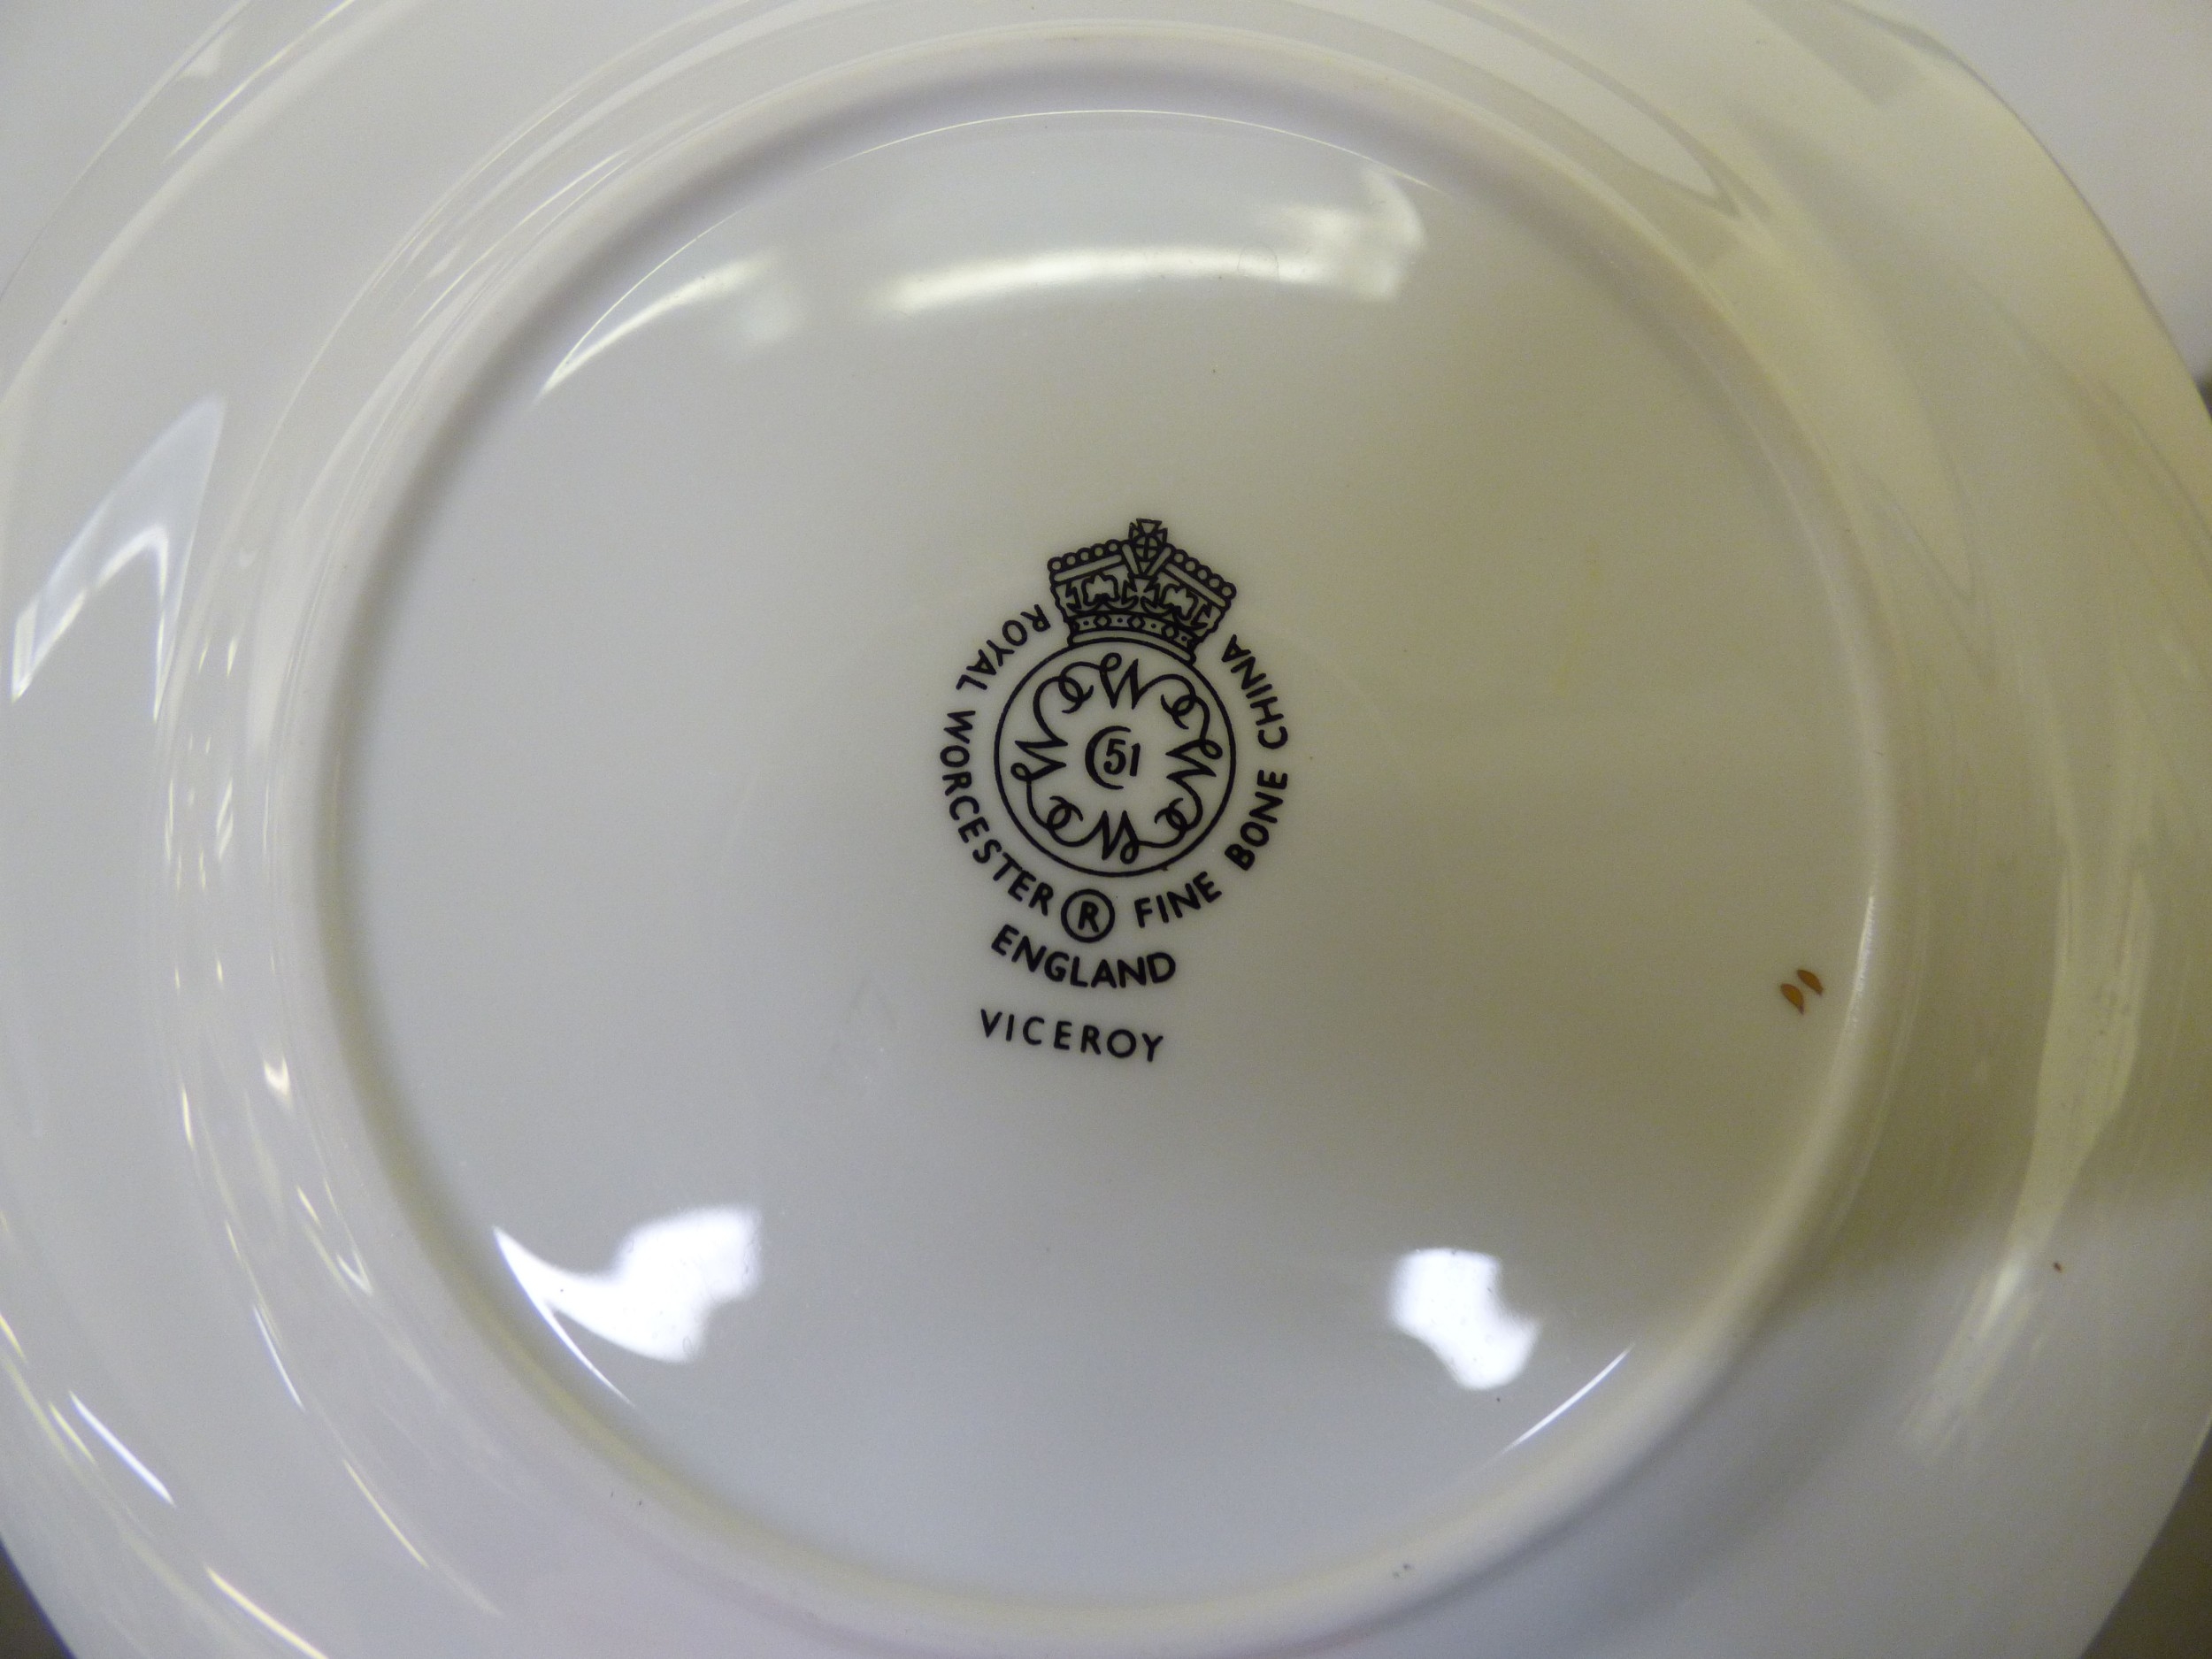 ROYAL WORCESTER ® FINE BONE CHINA
51
ENGLAND
VICEROY